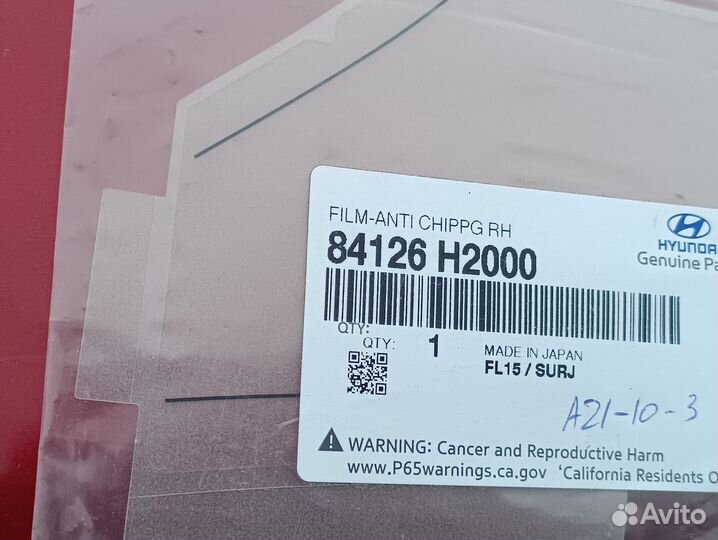 FILM-ANTI CHIPPG RH
84126 H2000
HYUNDAI
Genuine Pa
QTY:
QTY: 1
MADE IN JAPAN
FL15 / SURJ
A21-10-3
WARNING: Cancer and Reproductive Harm
www.P65warnings.ca.gov 'California Residents O
Avito